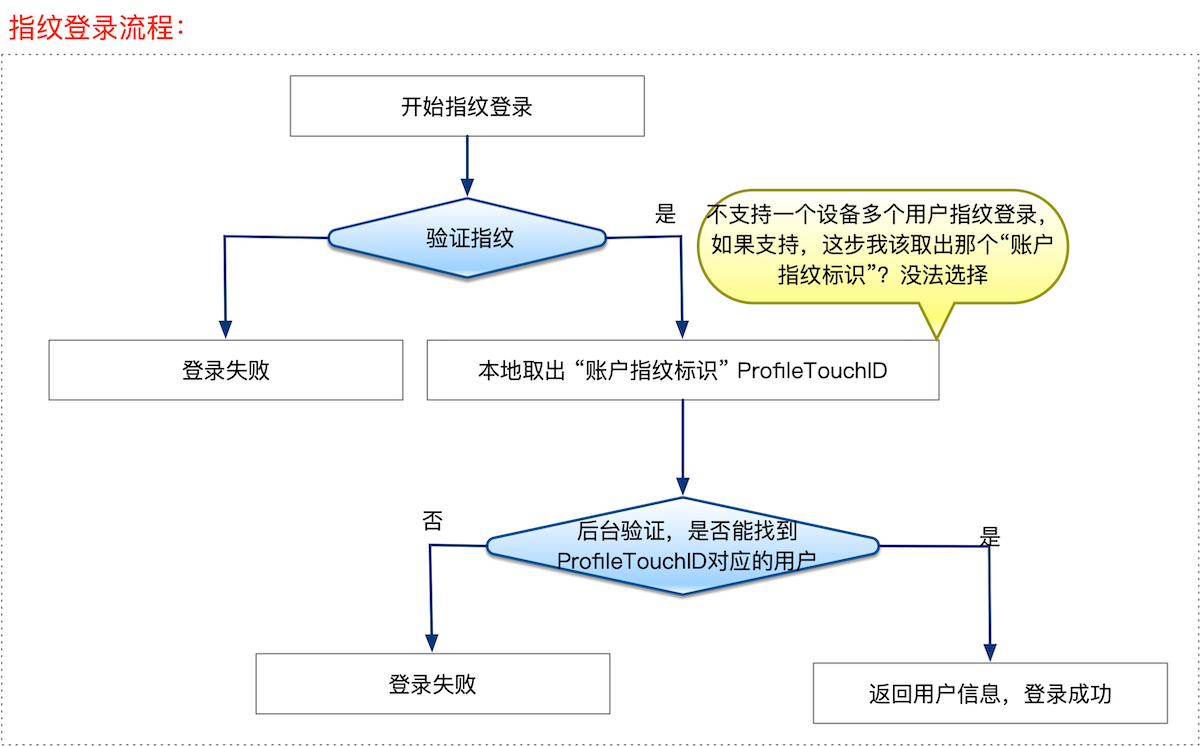 指纹登录流程：
开始指纹登录
验证指纹
是
不支持一个设备多个用户指纹登录，
如果支持，这步我该取出那个“账户
指纹标识”？没法选择
登录失败
本地取出 “账户指纹标识” ProfileTouchID
否
后台验证，是否能找到
ProfileTouchID对应的用户
是
登录失败
返回用户信息，登录成功